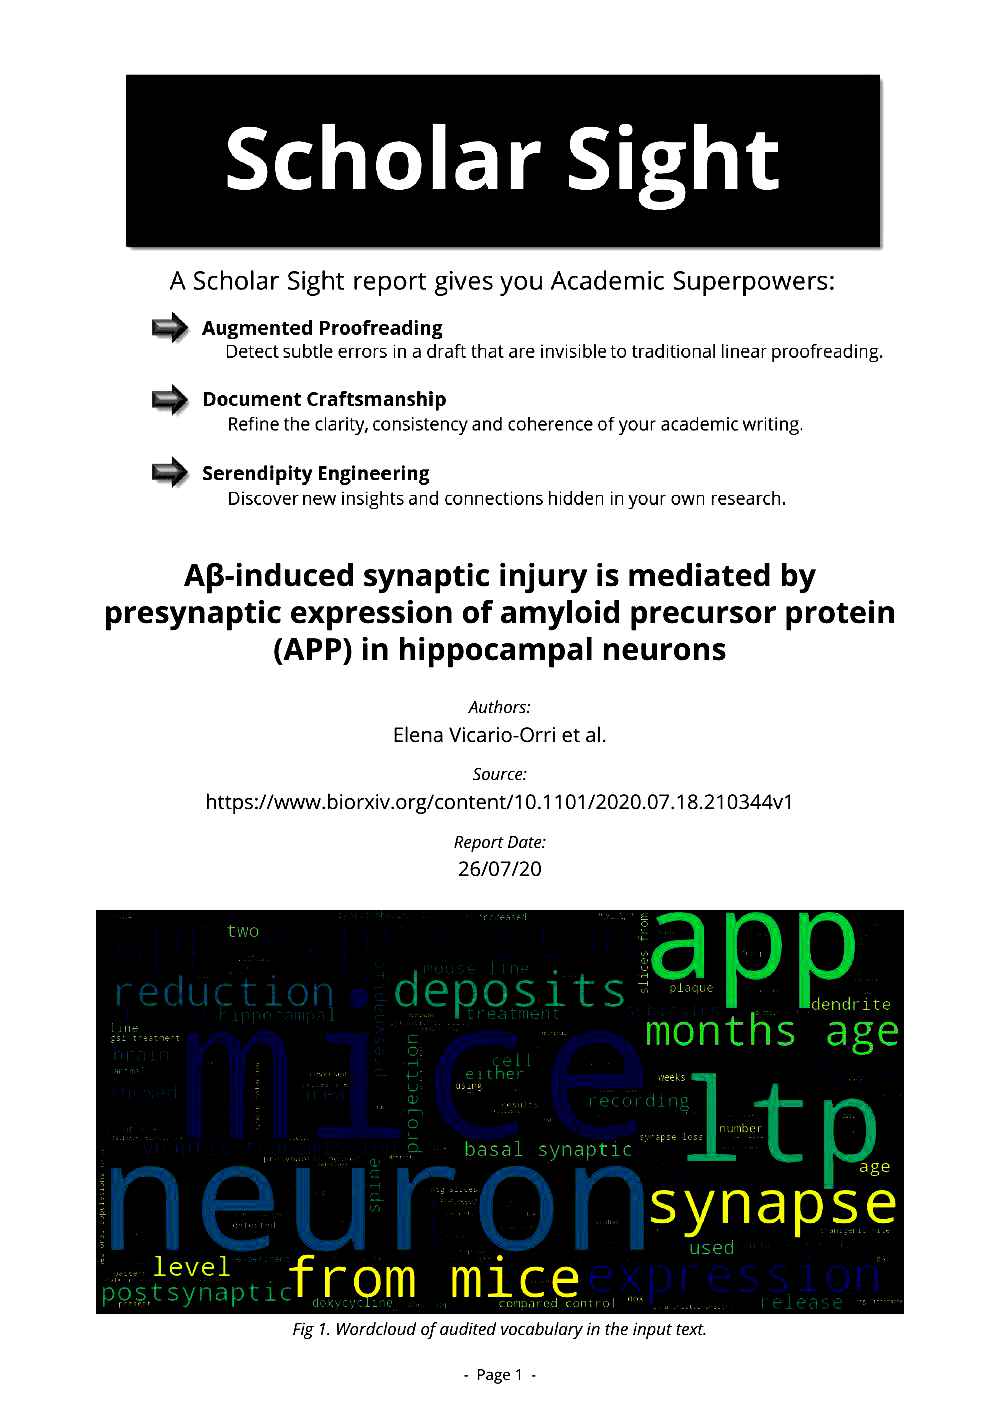 Scholar Sight
A Scholar Sight report gives you Academic Superpowers:
Augmented Proofreading
Detect subtle errors in a draft that are invisible to traditional linear proofreading.
Document Craftsmanship
Refine the clarity, consistency and coherence of your academic writing.
Serendipity Engineering
Discover new insights and connections hidden in your own research.
Aβ-induced synaptic injury is mediated by
presynaptic expression of amyloid precursor protein
(APP) in hippocampal neurons
Authors:
Elena Vicario-Orri et al.
Source:
https://www.biorxiv.org/content/10.1101/2020.07.18.210344v1
Report Date:
26/07/20
increased
two
slices from
app
mouse line
reduction
deposits
plaque
dendrite
hippocampal
treatment
line
gsi treatment
months age
brain
mice
projection
cell
either
using
weeks
recording
results
ltp
number
synapse loss
basal synaptic
age
neuron
spine
synapse
detected
used
level
from mice
expression
postsynaptic
doxycycline
compared control
dox
release
Fig 1. Wordcloud of audited vocabulary in the input text.
- Page 1 -